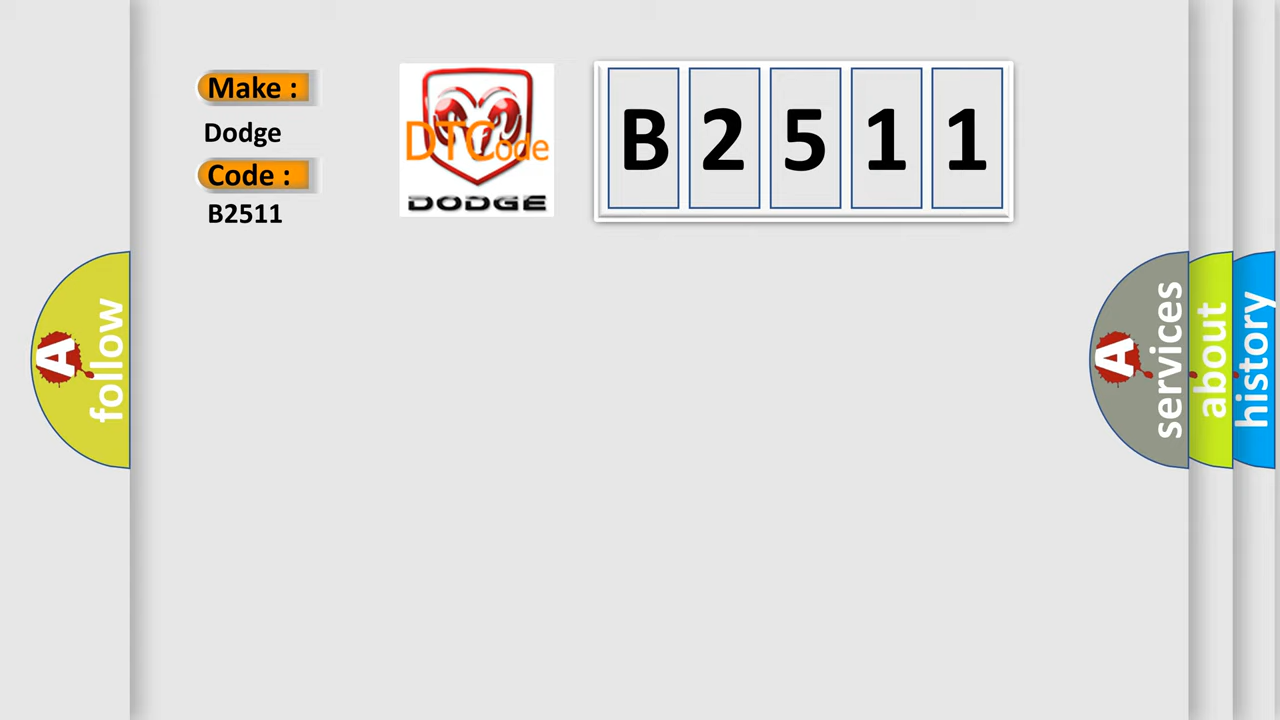 Make :
Dodge
Code :
B2511
DTCode
DODGE
B 2 5 1 1
A
follow
A
services
about
history